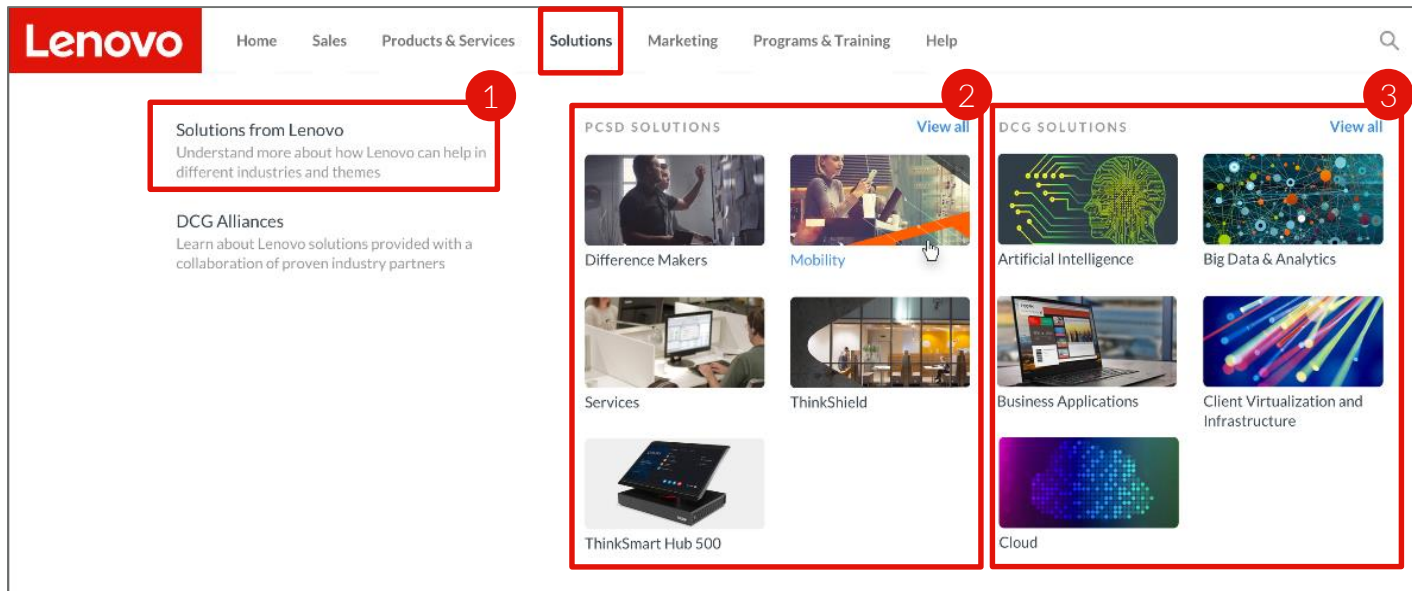 Lenovo
Home Sales Products & Services Solutions Marketing Programs & Training Help
1
Solutions from Lenovo
Understand more about how Lenovo can help in
different industries and themes
DCG Alliances
Learn about Lenovo solutions provided with a
collaboration of proven industry partners
2
PCSD SOLUTIONS View all
Difference Makers Mobility
Services ThinkShield
ThinkSmart Hub 500
3
DCG SOLUTIONS View all
Artificial Intelligence Big Data & Analytics
Business Applications Client Virtualization and
Infrastructure
Cloud